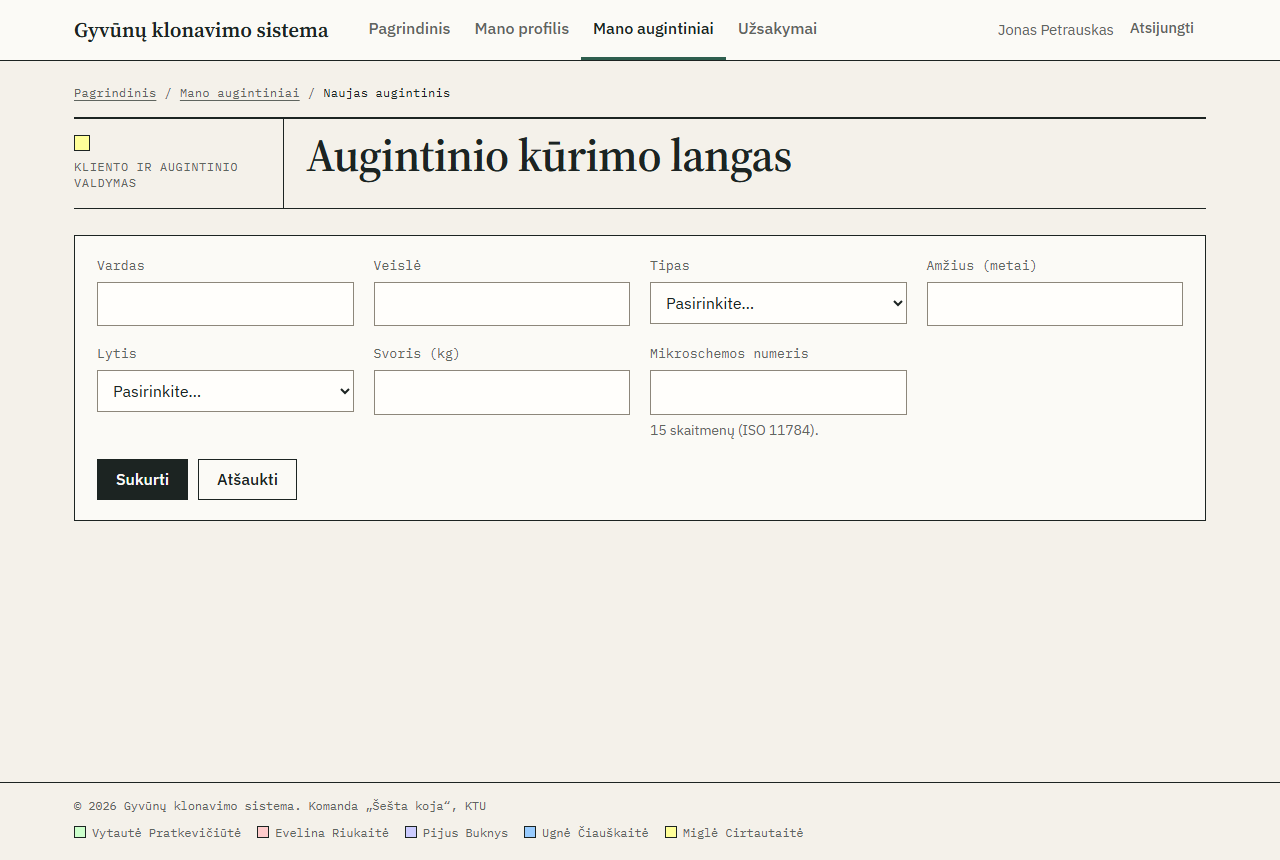 Gyvūnų klonavimo sistema Pagrindinis Mano profilis Mano augintiniai Užsakymai Jonas Petrauskas Atsijungti
Pagrindinis / Mano augintiniai / Naujas augintinis
KLIENTO IR AUGINTINIO
VALDYMAS
Augintinio kūrimo langas
Vardas Veislė Tipas Amžius (metai)
Pasirinkite...
Lytis Svoris (kg) Mikroschemos numeris
Pasirinkite...
15 skaitmenų (ISO 11784).
Sukurti Atšaukti
© 2026 Gyvūnų klonavimo sistema. Komanda „Šešta koja“, KTU
Vytautė Pratkevičiūtė Evelina Riukaitė Pijus Buknys Ugnė Čiauškaitė Miglė Cirtautaitė